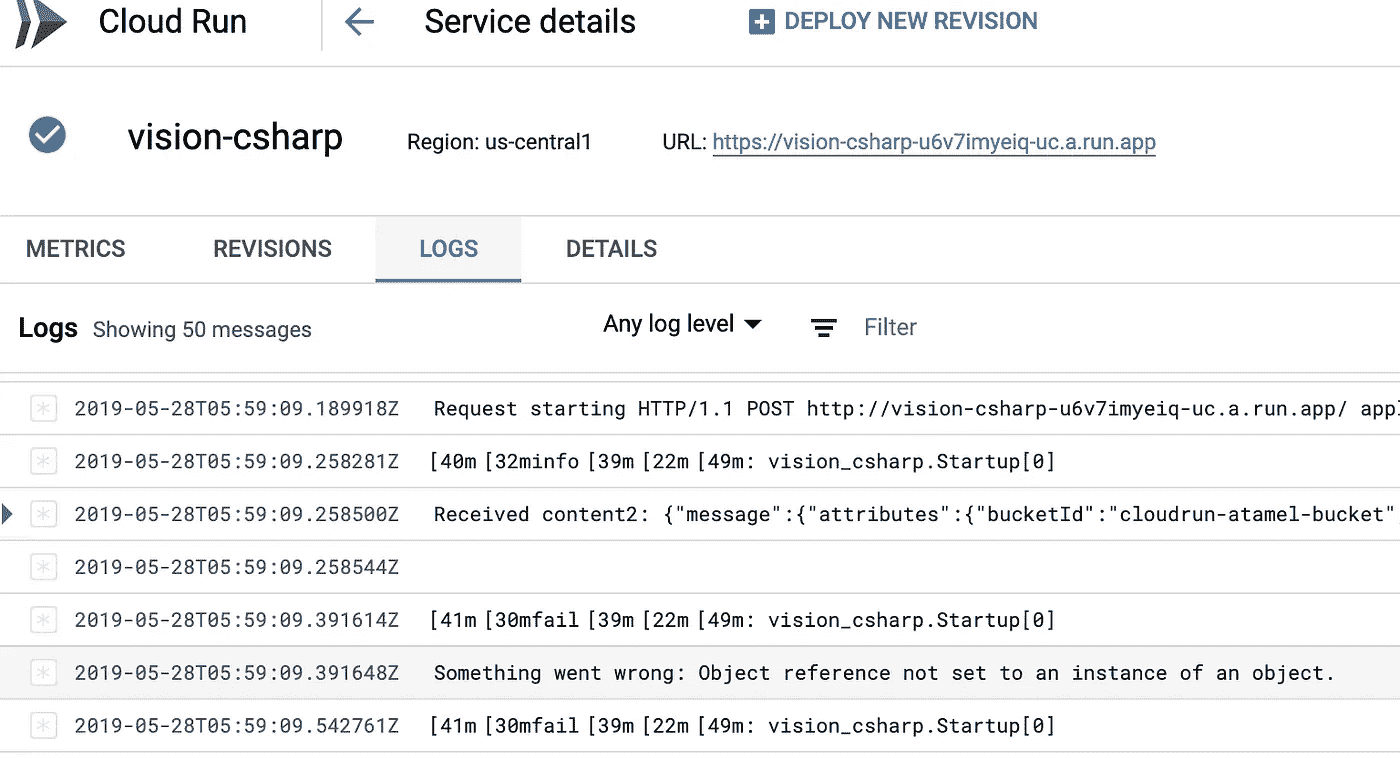 Cloud Run Service details DEPLOY NEW REVISION
vision-csharp Region: us-central1 URL: https://vision-csharp-u6v7imyeiq-uc.a.run.app
METRICS REVISIONS LOGS DETAILS
Logs Showing 50 messages Any log level Filter
2019-05-28T05:59:09.189918Z Request starting HTTP/1.1 POST http://vision-csharp-u6v7imyeiq-uc.a.run.app/
2019-05-28T05:59:09.258281Z [40m [32minfo [39m [22m [49m: vision_csharp.Startup[0]
2019-05-28T05:59:09.258500Z Received content2: {"message":{"attributes":{"bucketId":"cloudrun-atamel-bucket"
2019-05-28T05:59:09.258544Z
2019-05-28T05:59:09.391614Z [41m [30mfail [39m [22m [49m: vision_csharp.Startup[0]
2019-05-28T05:59:09.391648Z Something went wrong: Object reference not set to an instance of an object.
2019-05-28T05:59:09.542761Z [41m [30mfail [39m [22m [49m: vision_csharp.Startup[0]